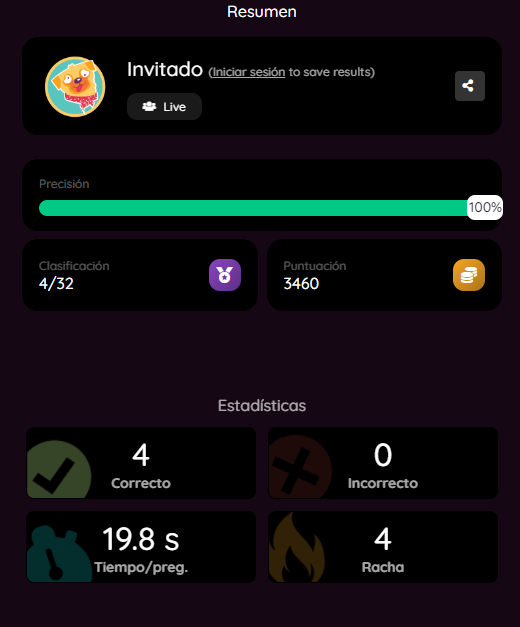 Resumen
Invitado (Iniciar sesión to save results)
Live
Precisión
100%
Clasificación
4/32
Puntuación
3460
Estadísticas
4
Correcto
0
Incorrecto
19.8 s
Tiempo/preg.
4
Racha